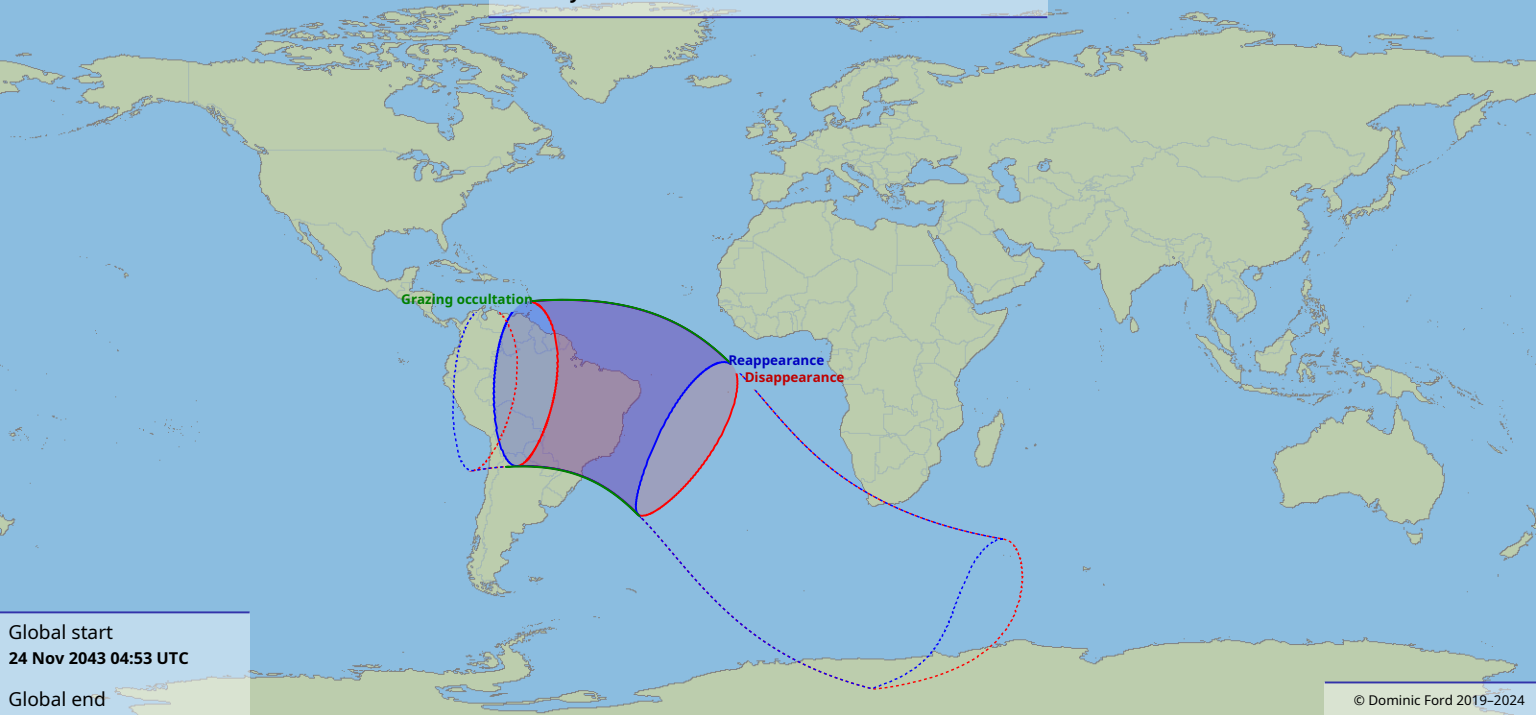 Grazing occultation
Reappearance
Disappearance
Global start
24 Nov 2043 04:53 UTC
Global end
© Dominic Ford 2019–2024